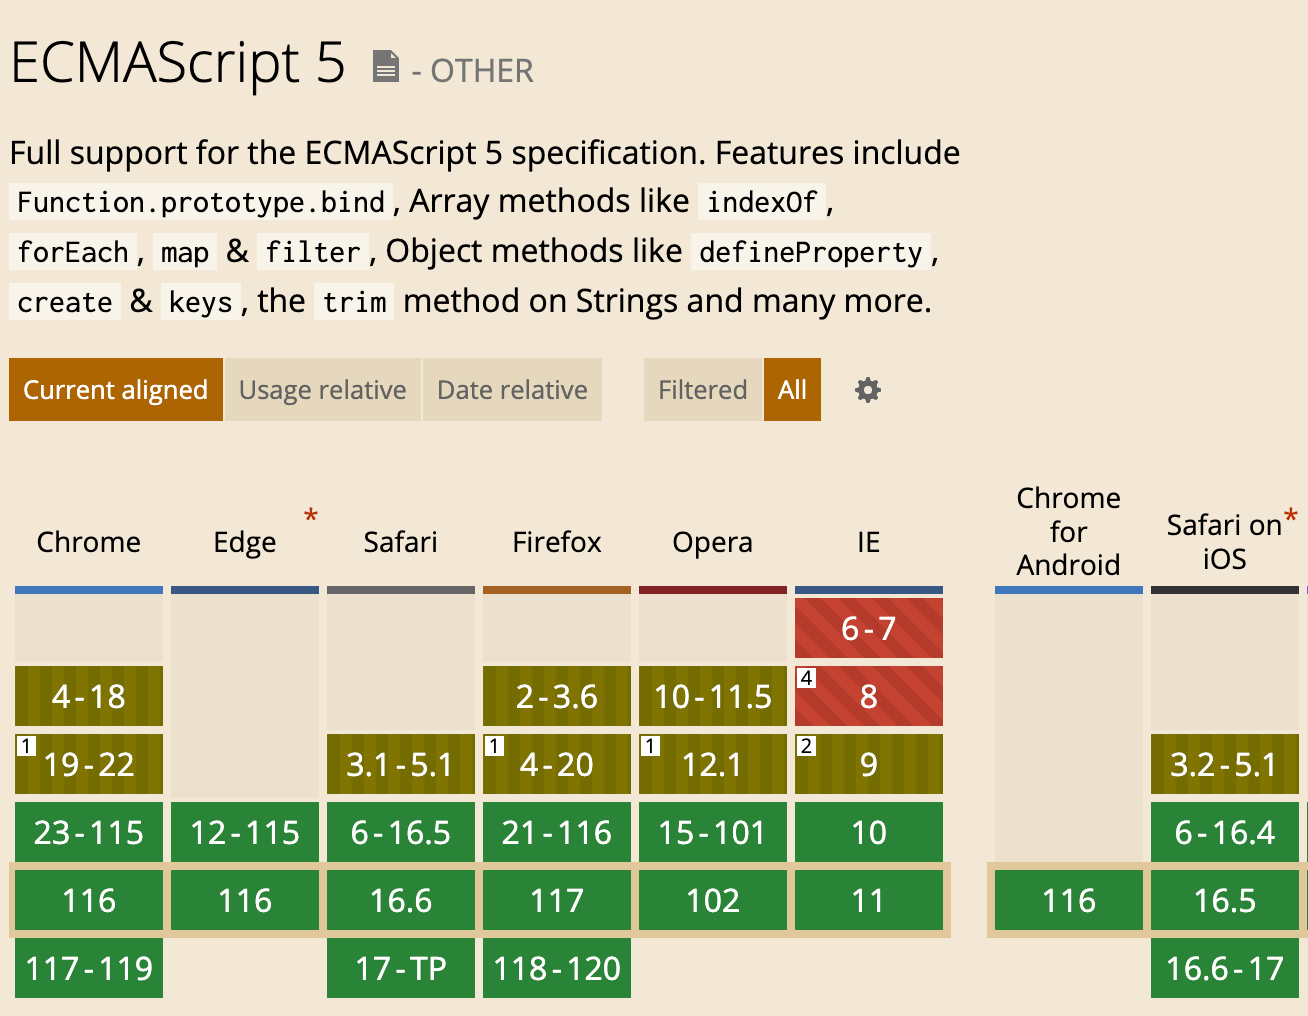 ECMAScript 5 - OTHER
Full support for the ECMAScript 5 specification. Features include
Function.prototype.bind, Array methods like indexOf,
forEach, map & filter, Object methods like defineProperty,
create & keys, the trim method on Strings and many more.
Current aligned Usage relative Date relative Filtered All
Chrome Edge * Safari Firefox Opera IE Chrome for Android Safari on iOS *
6-7
4-18 2-3.6 10-11.5 4 8
1 19-22 3.1-5.1 1 4-20 1 12.1 2 9 3.2-5.1
23-115 12-115 6-16.5 21-116 15-101 10 6-16.4
116 116 16.6 117 102 11 116 16.5
117-119 17-TP 118-120 16.6-17